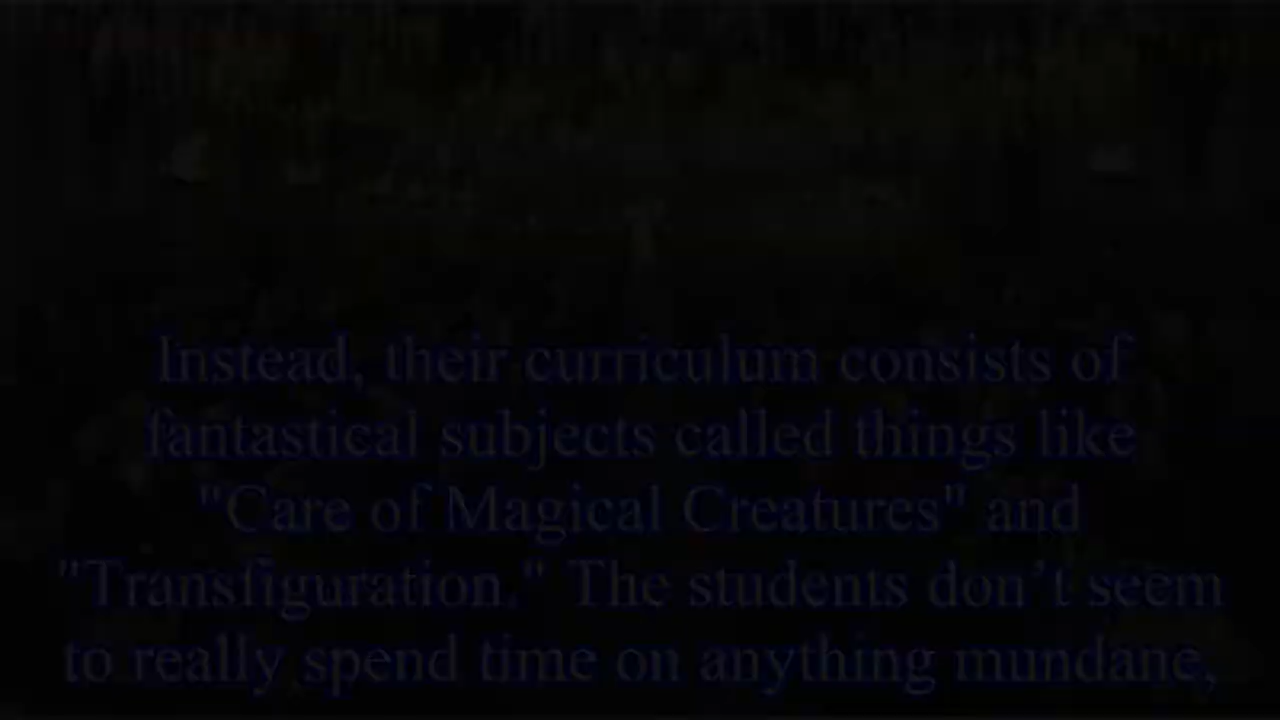 Instead, their curriculum consists of
fantastical subjects called things like
"Care of Magical Creatures" and
"Transfiguration." The students don't seem
to really spend time on anything mundane,